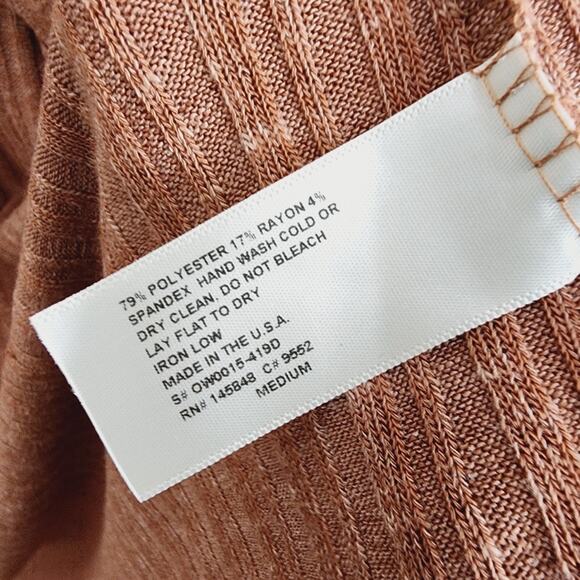 79% POLYESTER 17% RAYON 4%
SPANDEX HAND WASH COLD OR
DRY CLEAN. DO NOT BLEACH
LAY FLAT TO DRY
IRON LOW
MADE IN THE U.S.A.
S# OW0015-419D
RN# 145848 C# 9552
MEDIUM